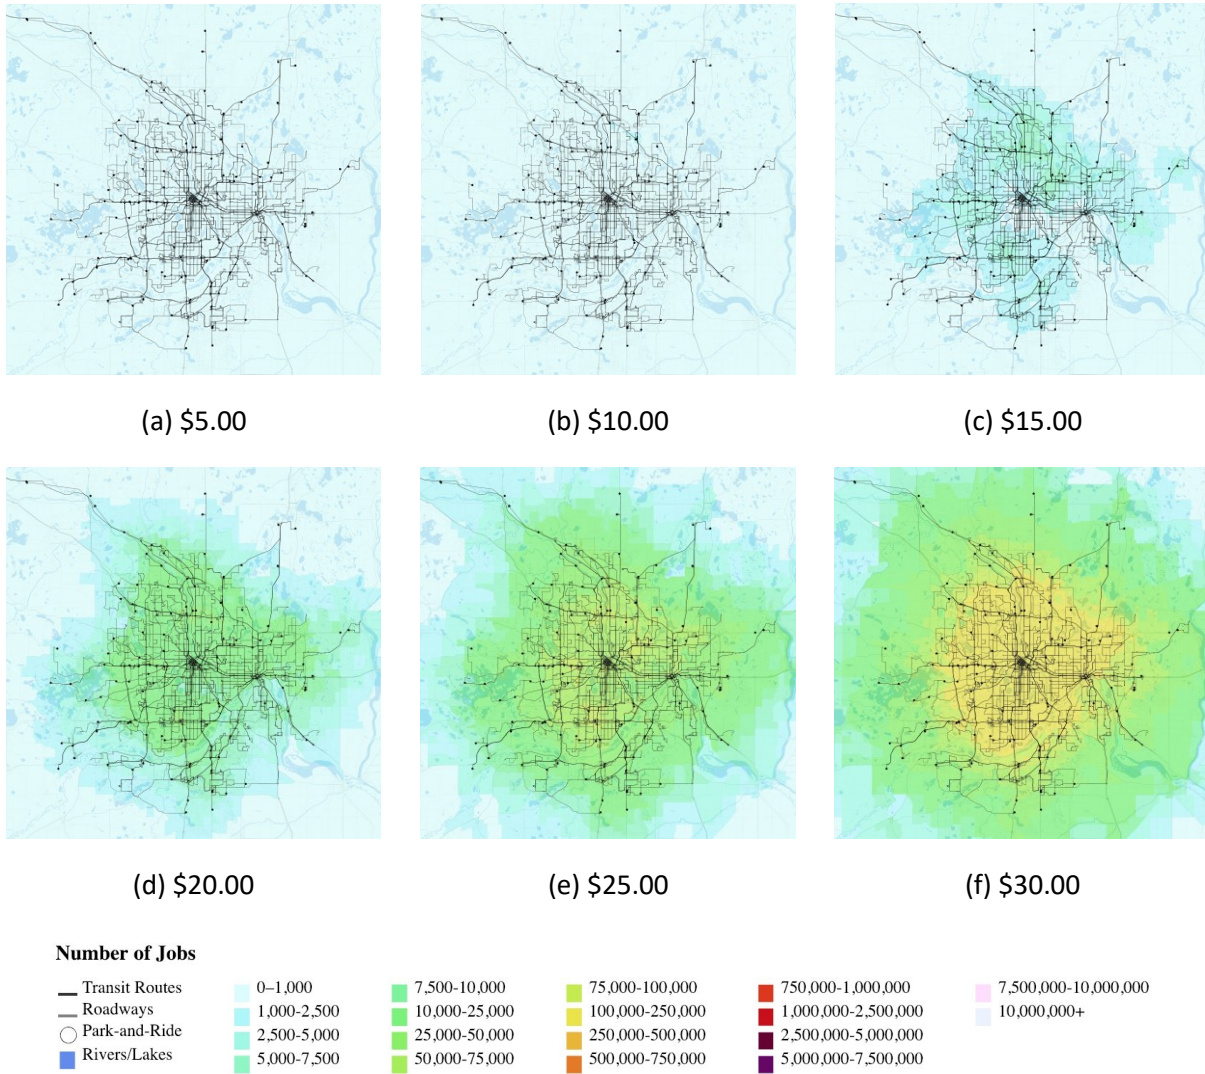 (a) $5.00
(b) $10.00
(c) $15.00
(d) $20.00
(e) $25.00
(f) $30.00
Number of Jobs
Transit Routes
Roadways
Park-and-Ride
Rivers/Lakes
0–1,000
1,000-2,500
2,500-5,000
5,000-7,500
7,500-10,000
10,000-25,000
25,000-50,000
50,000-75,000
75,000-100,000
100,000-250,000
250,000-500,000
500,000-750,000
750,000-1,000,000
1,000,000-2,500,000
2,500,000-5,000,000
5,000,000-7,500,000
7,500,000-10,000,000
10,000,000+